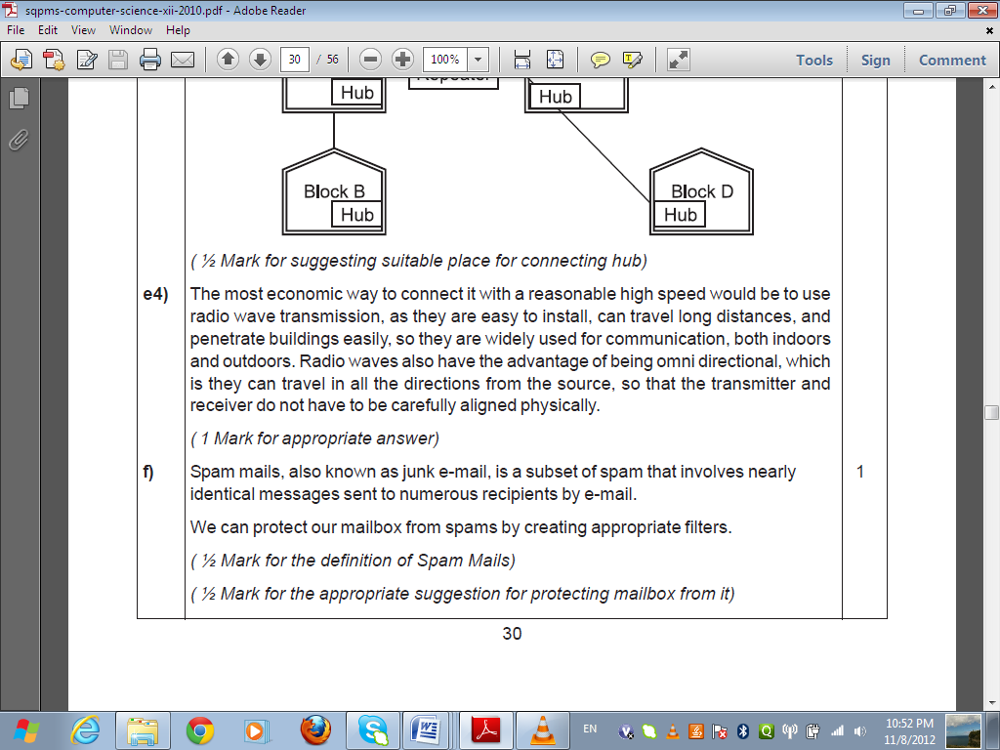 sqpms-computer-science-xii-2010.pdf - Adobe Reader
File Edit View Window Help
30 / 56 100% Tools Sign Comment
Repeater
Hub
Hub
Block B
Hub
Block D
Hub
( ½ Mark for suggesting suitable place for connecting hub)
e4) The most economic way to connect it with a reasonable high speed would be to use
radio wave transmission, as they are easy to install, can travel long distances, and
penetrate buildings easily, so they are widely used for communication, both indoors
and outdoors. Radio waves also have the advantage of being omni directional, which
is they can travel in all the directions from the source, so that the transmitter and
receiver do not have to be carefully aligned physically.
( 1 Mark for appropriate answer)
f) Spam mails, also known as junk e-mail, is a subset of spam that involves nearly 1
identical messages sent to numerous recipients by e-mail.
We can protect our mailbox from spams by creating appropriate filters.
( ½ Mark for the definition of Spam Mails)
( ½ Mark for the appropriate suggestion for protecting mailbox from it)
30
EN
10:52 PM
11/8/2012